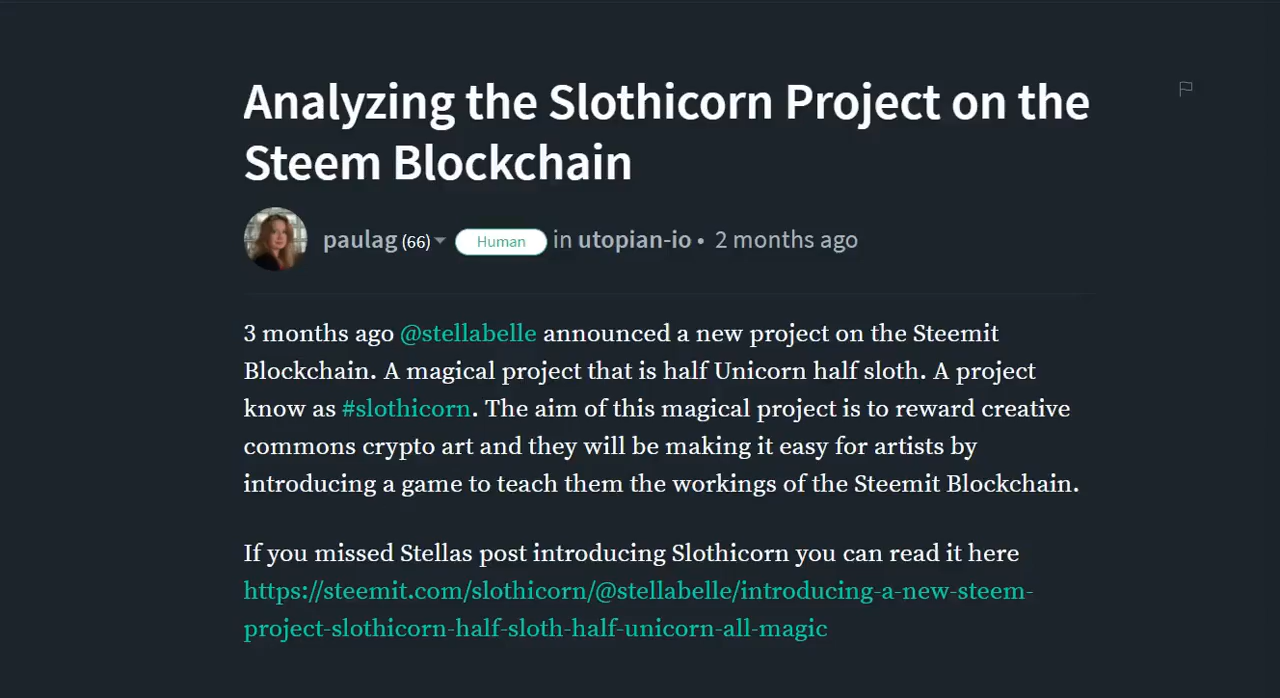 Analyzing the Slothicorn Project on the
Steem Blockchain
paulag (66) Human in utopian-io • 2 months ago
3 months ago @stellabelle announced a new project on the Steemit
Blockchain. A magical project that is half Unicorn half sloth. A project
know as #slothicorn. The aim of this magical project is to reward creative
commons crypto art and they will be making it easy for artists by
introducing a game to teach them the workings of the Steemit Blockchain.
If you missed Stellas post introducing Slothicorn you can read it here
https://steemit.com/slothicorn/@stellabelle/introducing-a-new-steem-
project-slothicorn-half-sloth-half-unicorn-all-magic